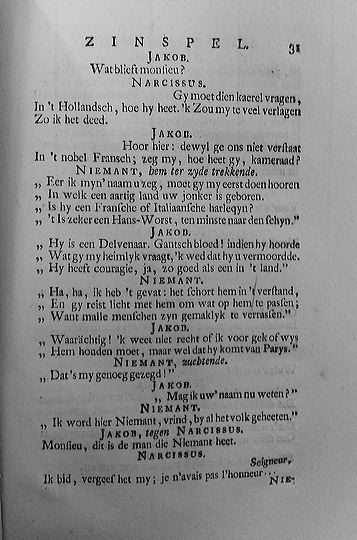 ZINSPEL. 31
JAKOB.
Wat blieft monsieu?
NARCISSUS.
Gy moet dien kaerel vragen,
In 't Hollandsch, hoe hy heet. 'k Zou my te veel verlagen
Zo ik het deed.
JAKOB.
Hoor hier: dewyl ge ons niet verstaat
In 't nobel Fransch; zeg my, hoe heet gy, kameraad?
NIEMANT, hem ter zyde trekkende.
„ Eer ik myn' naam u zeg, moet gy my eerst doen hooren
„ In welk een aartig land uw jonker is geboren.
„ Is hy een Fransche of Italiaansche harleqyn?
„ 't Is zeker een Hans-Worst, ten minste naar den schyn."
JAKOB.
„ Hy is een Delvenaar. Gantsch bloed! indien hy hoorde
„ Wat gy my heimlyk vraagt, 'k wed dat hy u vermoordde.
„ Hy heeft couragie, ja, zo goed als een in 't land."
NIEMANT.
„ Ha, ha, ik heb 't gevat: het schort hem in 't verstand,
„ En gy reist licht met hem om wat op hem te passen;
„ Want malle menschen zyn gemaklyk te verrassen."
JAKOB.
„ Waarächtig! 'k weet niet recht of ik voor gek of wys
„ Hem houden moet, maar wel dat hy komt van Parys."
NIEMANT, zuchtende.
„ Dat's my genoeg gezegd!"
JAKOB.
„ Mag ik uw' naam nu weten?"
NIEMANT.
„ Ik word hier Niemant, vrind, by al het volk geheeten."
JAKOB, tegen NARCISSUS.
Monsieu, dit is de man die Niemant heet.
NARCISSUS.
Seigneur,
Ik bid, vergeef het my; je n'avais pas l'honneur...
NIE-